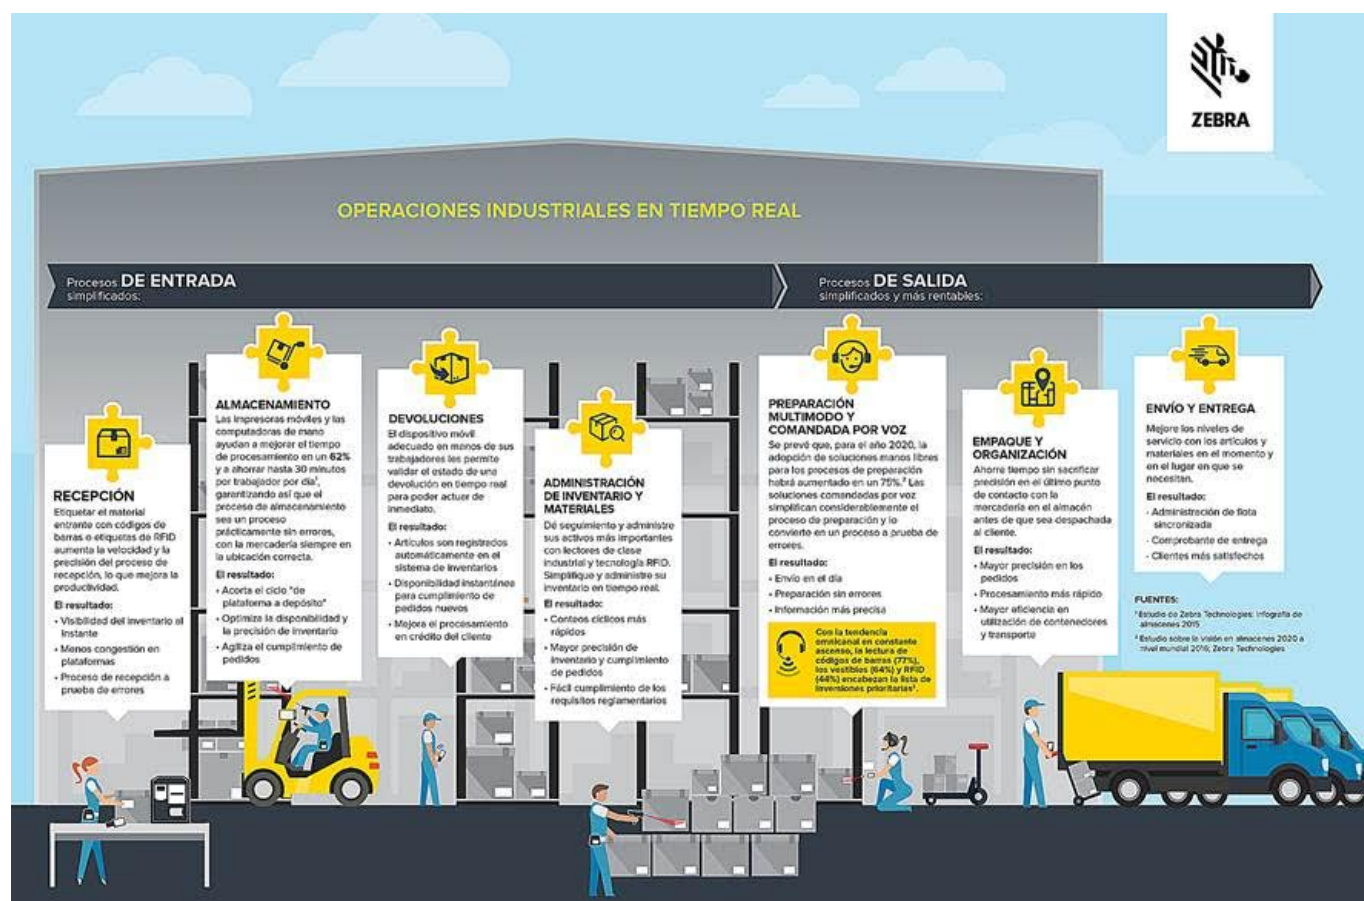 ZEBRA
OPERACIONES INDUSTRIALES EN TIEMPO REAL
Procesos DE ENTRADA
simplificados:
Procesos DE SALIDA
simplificados y más rentables:
RECEPCIÓN
Etiquetar el material
entrante con códigos de
barras o etiquetas de RFID
aumenta la velocidad y la
precisión del proceso de
recepción, lo que mejora la
productividad.
El resultado:
• Visibilidad del inventario al
instante
• Menos congestión en
plataformas
• Proceso de recepción a
prueba de errores
ALMACENAMIENTO
Las impresoras móviles y las
computadoras de mano
ayudan a mejorar el tiempo
de procesamiento en un 62%
y a ahorrar hasta 30 minutos
por trabajador por día¹,
garantizando así que el
proceso de almacenamiento
sea un proceso
prácticamente sin errores,
con la mercadería siempre en
la ubicación correcta.
El resultado:
• Acorta el ciclo "de
plataforma a depósito"
• Optimiza la disponibilidad y
la precisión de inventario
• Agiliza el cumplimiento de
pedidos
DEVOLUCIONES
El dispositivo móvil
adecuado en manos de sus
trabajadores les permite
validar el estado de una
devolución en tiempo real
para poder actuar de
inmediato.
El resultado:
• Artículos son registrados
automáticamente en el
sistema de inventarios
• Disponibilidad instantánea
para cumplimiento de
pedidos nuevos
• Mejora el procesamiento
en crédito del cliente
ADMINISTRACIÓN
DE INVENTARIO Y
MATERIALES
Dé seguimiento y administre
sus activos más importantes
con lectores de clase
industrial y tecnología RFID.
Simplifique y administre su
inventario en tiempo real.
El resultado:
• Conteos cíclicos más
rápidos
• Mayor precisión de
inventario y cumplimiento
de pedidos
• Fácil cumplimiento de los
requisitos reglamentarios
PREPARACIÓN
MULTIMODO Y
COMANDADA POR VOZ
Se prevé que, para el año 2020, la
adopción de soluciones manos libres
para los procesos de preparación
habrá aumentado en un 75%.² Las
soluciones comandadas por voz
simplifican considerablemente el
proceso de preparación y lo
convierte en un proceso a prueba de
errores.
El resultado:
• Envío en el día
• Preparación sin errores
• Información más precisa
Con la tendencia
omnicanal en constante
ascenso, la lectura de
códigos de barras (77%),
los vestibles (64%) y RFID
(44%) encabezan la lista de
inversiones prioritarias¹.
EMPAQUE Y
ORGANIZACIÓN
Ahorre tiempo sin sacrificar
precisión en el último punto
de contacto con la
mercadería en el almacén
antes de que sea despachada
al cliente.
El resultado:
• Mayor precisión en los
pedidos
• Procesamiento más rápido
• Mayor eficiencia en
utilización de contenedores
y transporte
ENVÍO Y ENTREGA
Mejore los niveles de
servicio con los artículos y
materiales en el momento y
en el lugar en que se
necesitan.
El resultado:
• Administración de flota
sincronizada
• Comprobante de entrega
• Clientes más satisfechos
FUENTES:
¹ Estudio de Zebra Technologies: Infografía de
almacenes 2015
² Estudio sobre la visión en almacenes 2020 a
nivel mundial 2016; Zebra Technologies